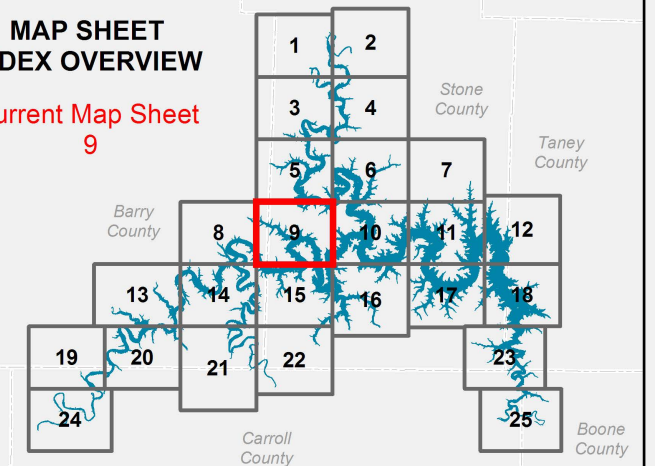 MAP SHEET
DEX OVERVIEW
urrent Map Sheet
9
1
2
3
4
Stone
County
5
6
7
Taney
County
Barry
County
8
9
10
11
12
13
14
15
16
17
18
19
20
21
22
23
24
25
Carroll
County
Boone
County